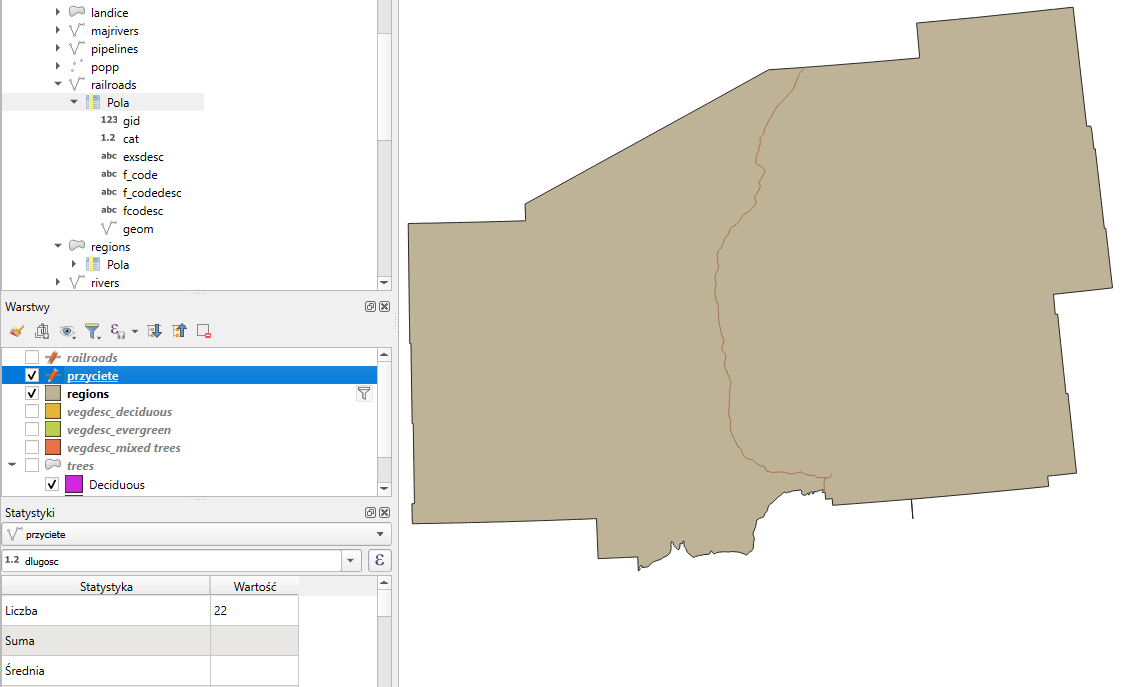 landice
majrivers
pipelines
popp
railroads
Pola
123 gid
1.2 cat
abc exsdesc
abc f_code
abc f_codedesc
abc fcodesc
geom
regions
Pola
rivers
Warstwy
railroads
przyciete
regions
vegdesc_deciduous
vegdesc_evergreen
vegdesc_mixed trees
trees
Deciduous
Statystyki
przyciete
1.2 dlugosc
ε
Statystyka Wartość
Liczba 22
Suma
Średnia